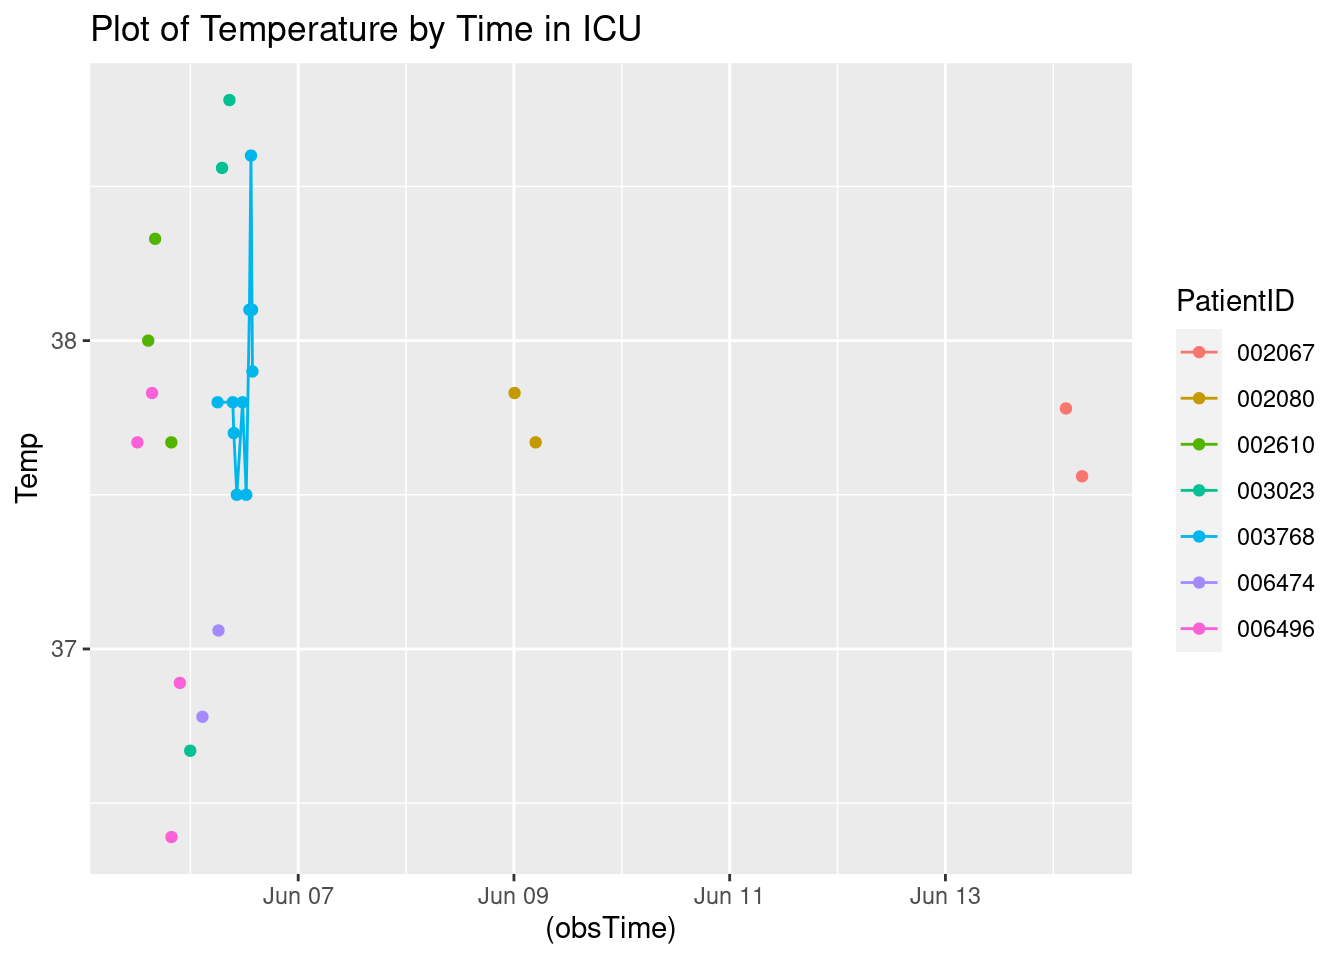 Plot of Temperature by Time in ICU
Temp
38
37
Jun 07
Jun 09
Jun 11
Jun 13
(obsTime)
PatientID
002067
002080
002610
003023
003768
006474
006496